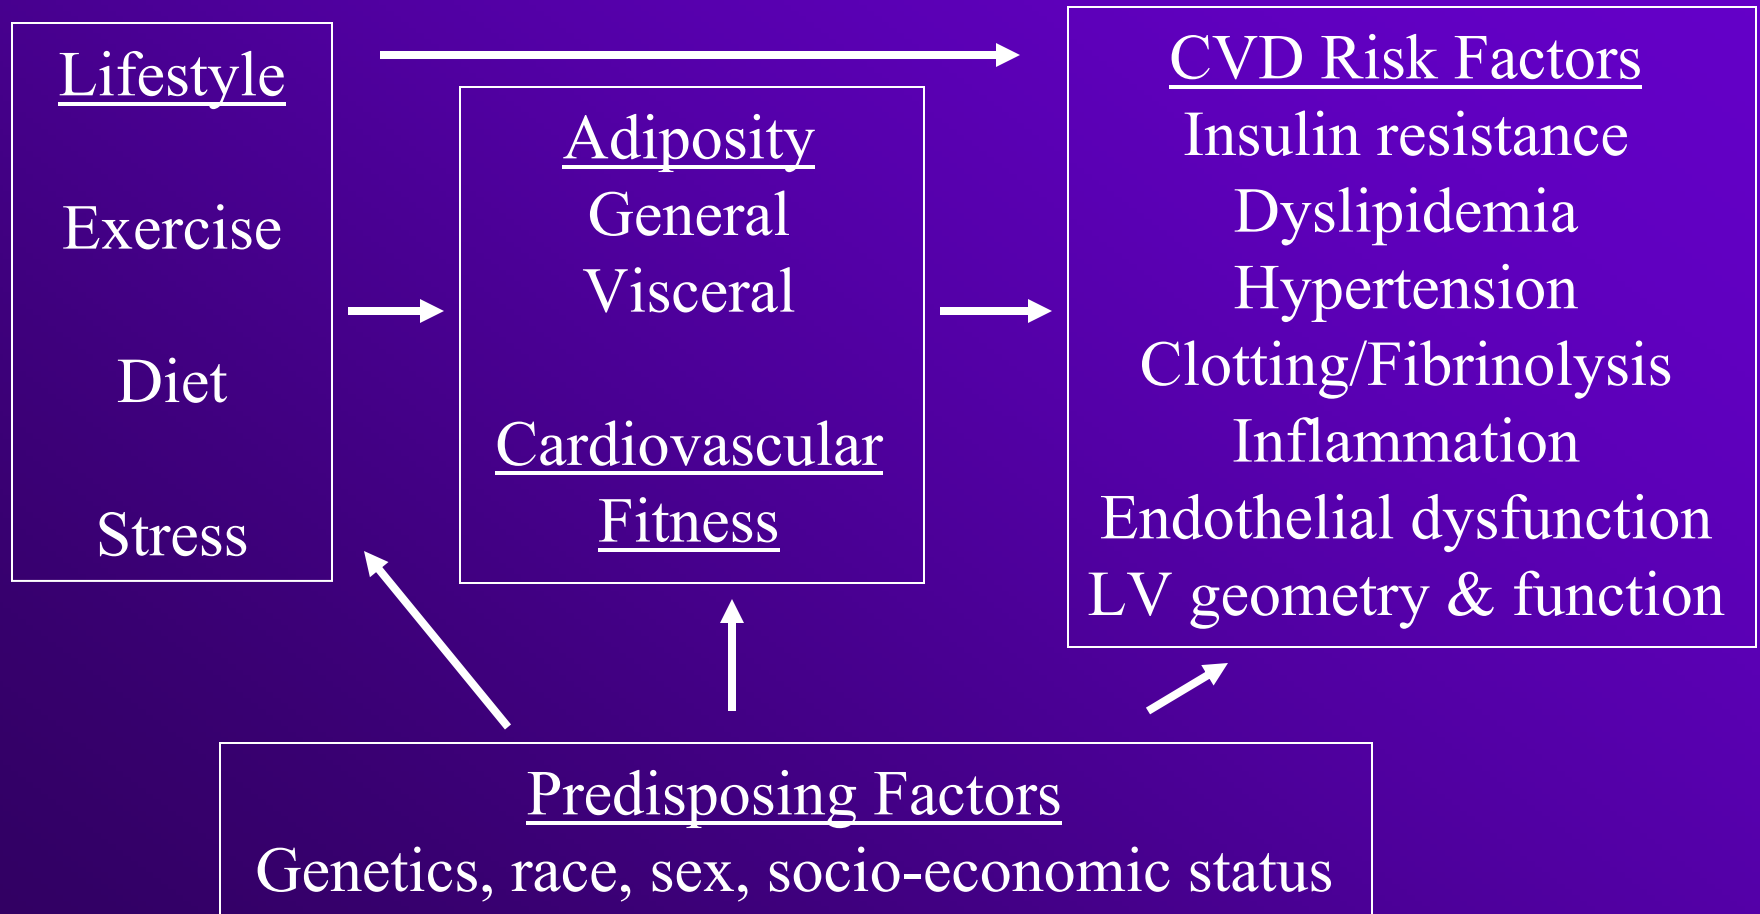 Lifestyle
Exercise
Diet
Stress
Adiposity
General
Visceral
Cardiovascular
Fitness
CVD Risk Factors
Insulin resistance
Dyslipidemia
Hypertension
Clotting/Fibrinolysis
Inflammation
Endothelial dysfunction
LV geometry & function
Predisposing Factors
Genetics, race, sex, socio-economic status